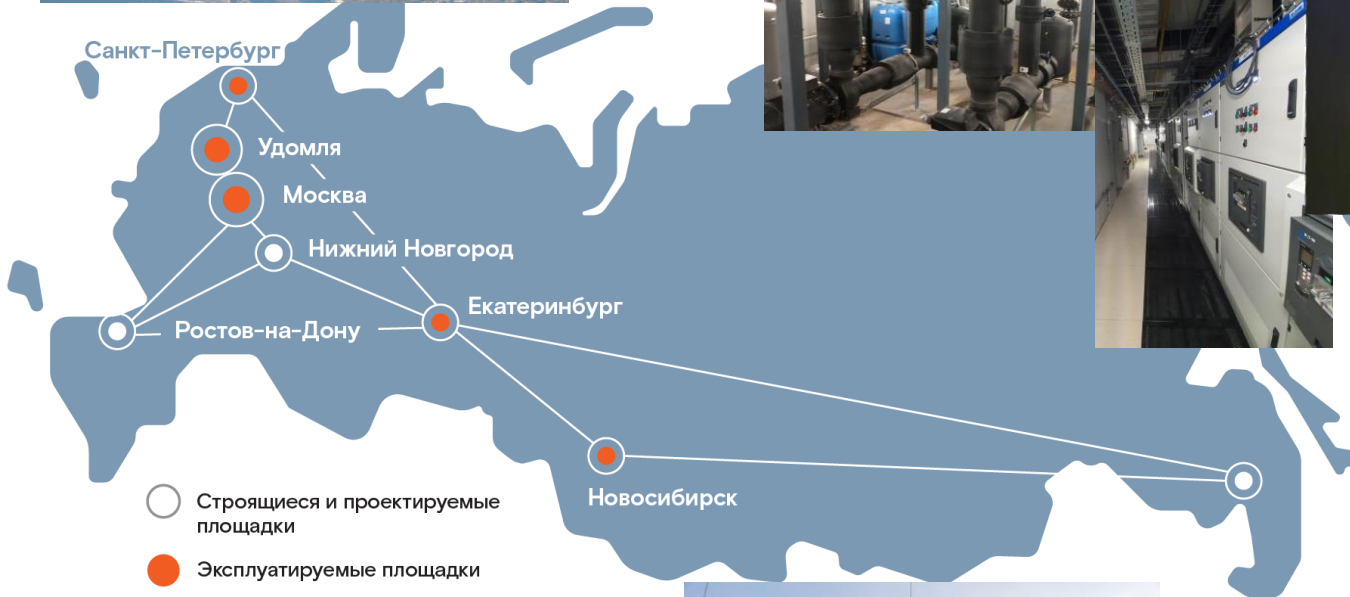 Санкт-Петербург
Удомля
Москва
Нижний Новгород
Екатеринбург
Ростов-на-Дону
Новосибирск
Строящиеся и проектируемые
площадки
Эксплуатируемые площадки